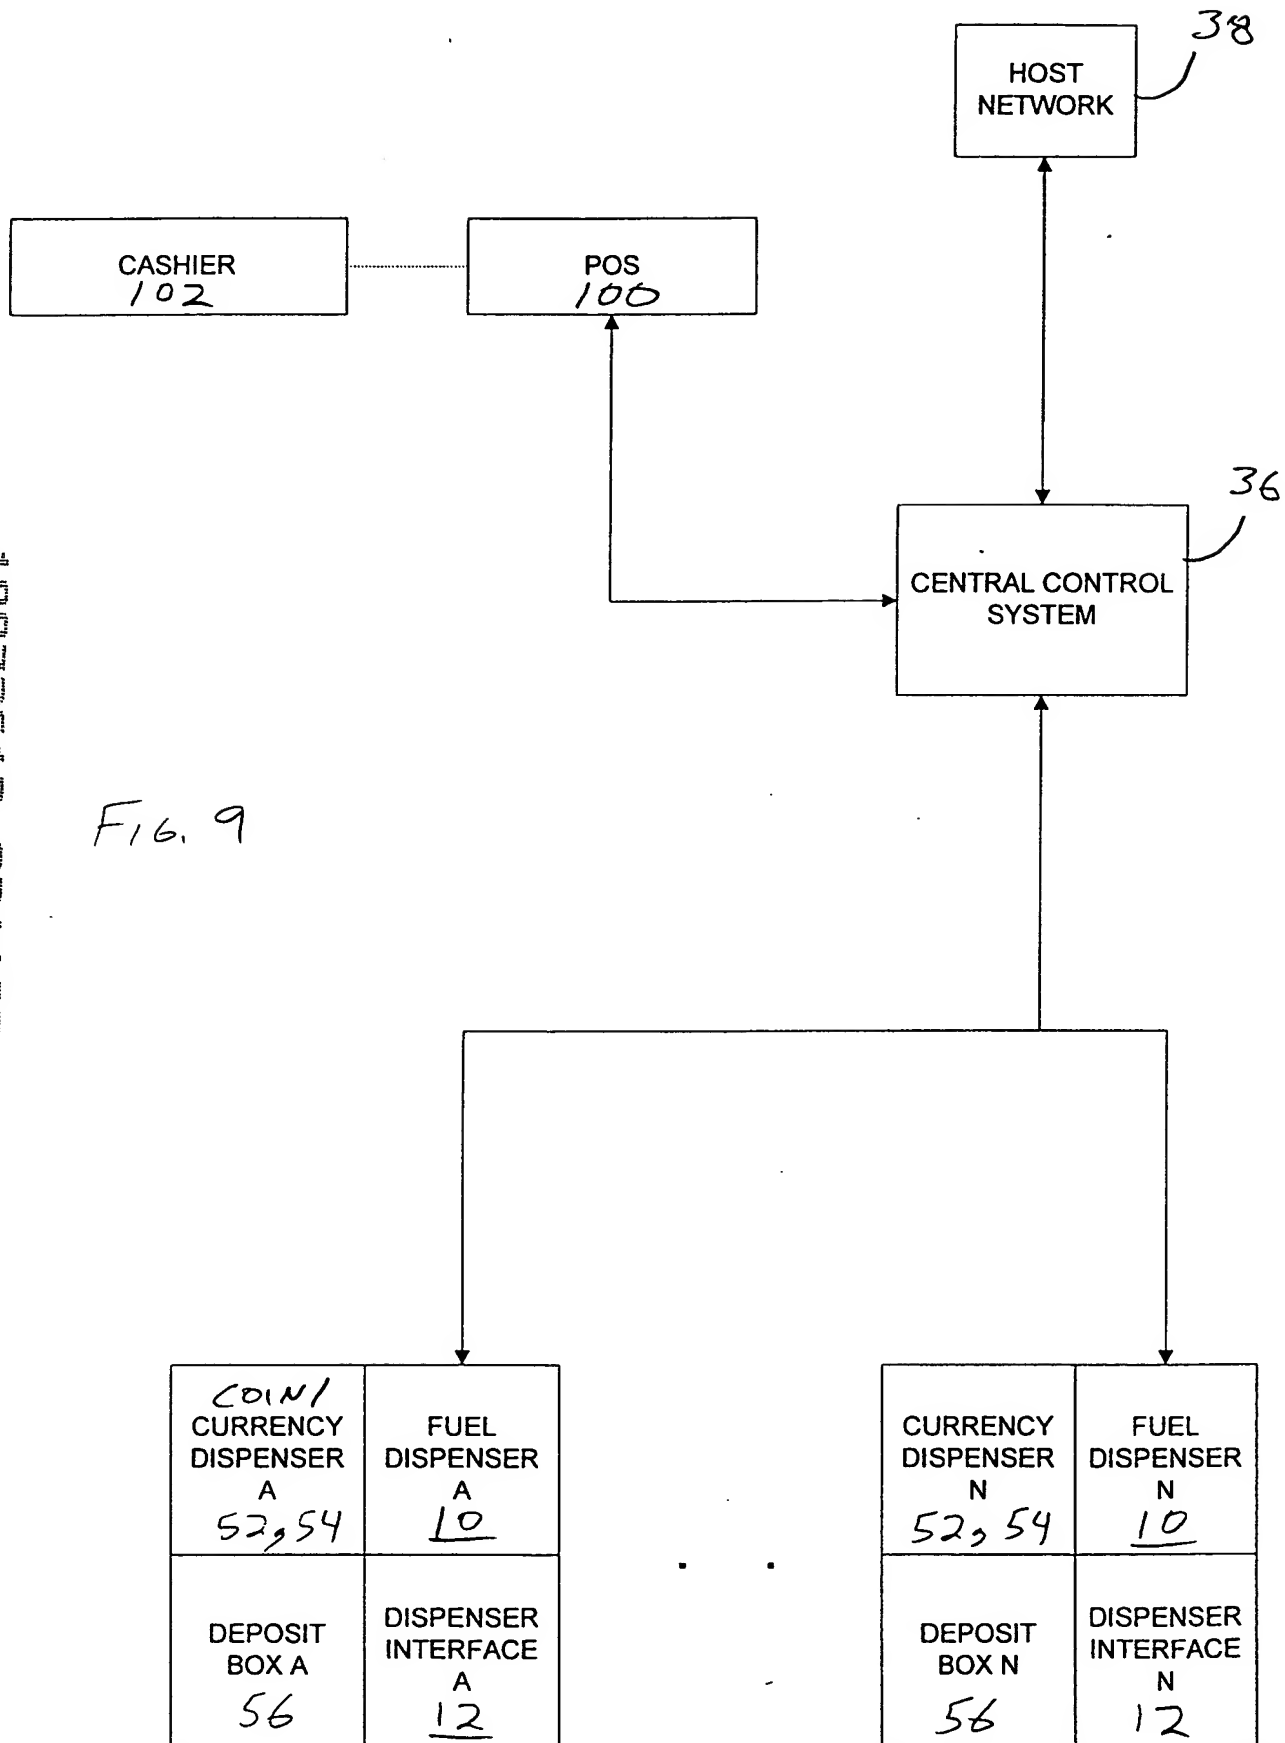 38
HOST
NETWORK
CASHIER
102
POS
100
36
CENTRAL CONTROL
SYSTEM
FIG. 9
COIN/
CURRENCY
DISPENSER
A
52, 54
FUEL
DISPENSER
A
10
CURRENCY
DISPENSER
N
52, 54
FUEL
DISPENSER
N
10
DEPOSIT
BOX A
56
DISPENSER
INTERFACE
A
12
DEPOSIT
BOX N
56
DISPENSER
INTERFACE
N
12